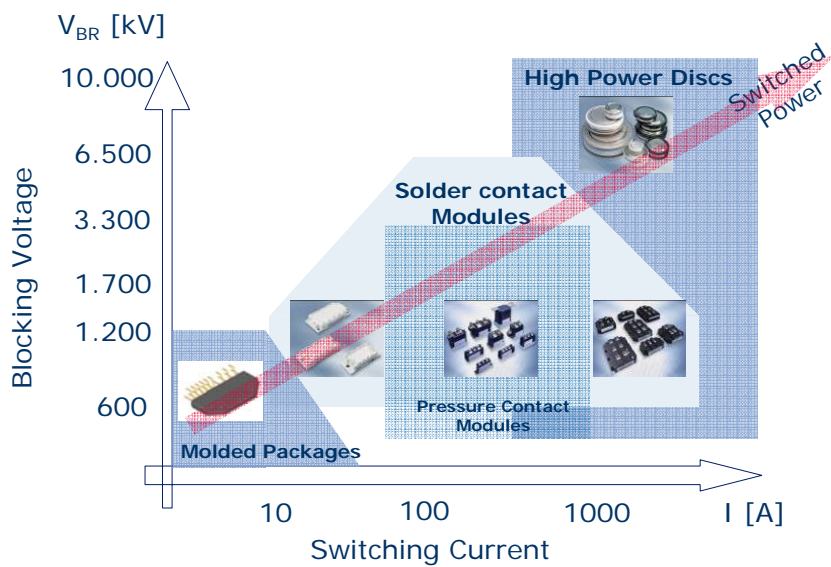 V_BR [kV]
10.000
6.500
3.300
1.700
1.200
600
Blocking Voltage
High Power Discs
Switched
Power
Solder contact
Modules
Pressure Contact
Modules
Molded Packages
10
100
1000
I [A]
Switching Current